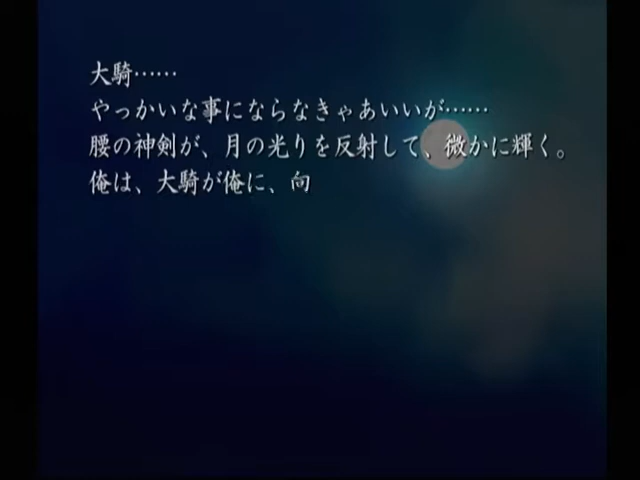 大騎……
やっかいな事にならなきゃあいいが……
腰の神剣が、月の光りを反射して、微かに輝く。
俺は、大騎が俺に、向